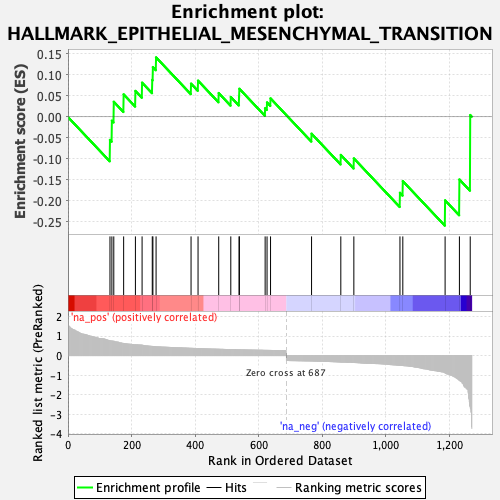 Enrichment plot:
HALLMARK_EPITHELIAL_MESENCHYMAL_TRANSITION
Enrichment score (ES)
0.15
0.10
0.05
0.00
-0.05
-0.10
-0.15
-0.20
-0.25
Ranked list metric (PreRanked)
2
1
0
-1
-2
-3
-4
'na_pos' (positively correlated)
Zero cross at 687
'na_neg' (negatively correlated)
0 200 400 600 800 1,000 1,200
Rank in Ordered Dataset
Enrichment profile Hits Ranking metric scores